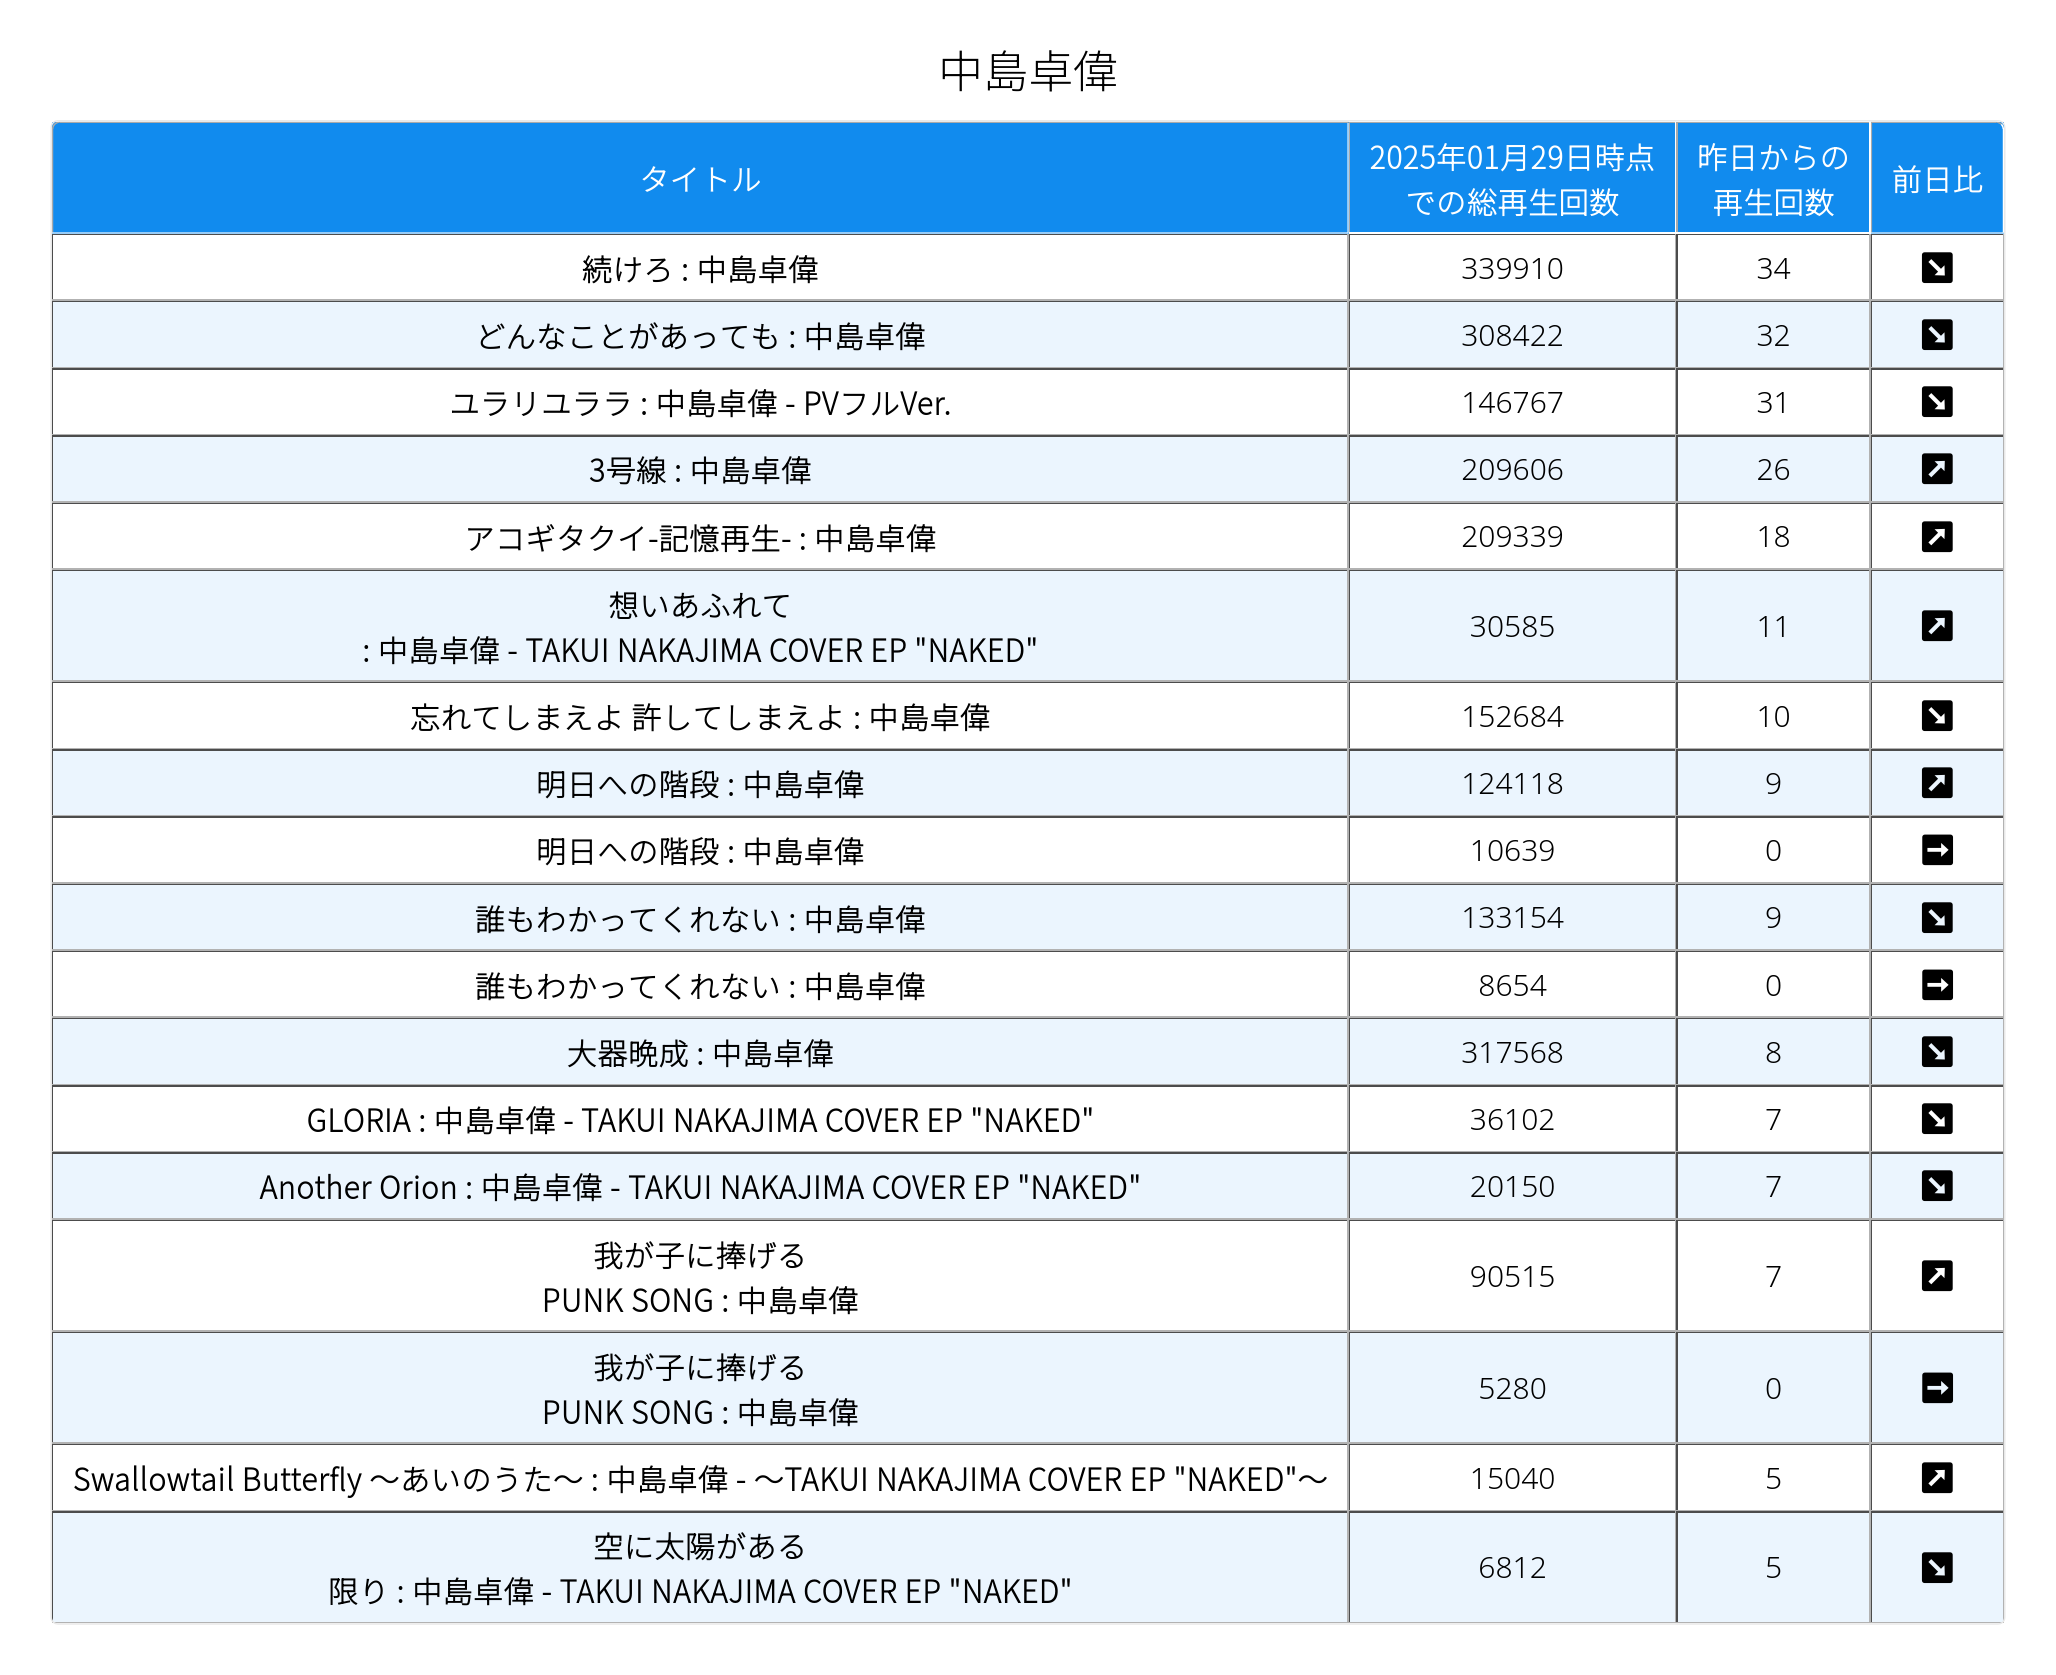 中島卓偉
タイトル
2025年01月29日時点
での総再生回数
昨日からの
再生回数
前日比
続けろ : 中島卓偉
339910
34
どんなことがあっても : 中島卓偉
308422
32
ユラリユララ : 中島卓偉 - PVフルVer.
146767
31
3号線 : 中島卓偉
209606
26
アコギタクイ-記憶再生- : 中島卓偉
209339
18
想いあふれて
: 中島卓偉 - TAKUI NAKAJIMA COVER EP "NAKED"
30585
11
忘れてしまえよ 許してしまえよ : 中島卓偉
152684
10
明日への階段 : 中島卓偉
124118
9
明日への階段 : 中島卓偉
10639
0
誰もわかってくれない : 中島卓偉
133154
9
誰もわかってくれない : 中島卓偉
8654
0
大器晩成 : 中島卓偉
317568
8
GLORIA : 中島卓偉 - TAKUI NAKAJIMA COVER EP "NAKED"
36102
7
Another Orion : 中島卓偉 - TAKUI NAKAJIMA COVER EP "NAKED"
20150
7
我が子に捧げる
PUNK SONG : 中島卓偉
90515
7
我が子に捧げる
PUNK SONG : 中島卓偉
5280
0
Swallowtail Butterfly 〜あいのうた〜 : 中島卓偉 - 〜TAKUI NAKAJIMA COVER EP "NAKED"〜
15040
5
空に太陽がある
限り : 中島卓偉 - TAKUI NAKAJIMA COVER EP "NAKED"
6812
5